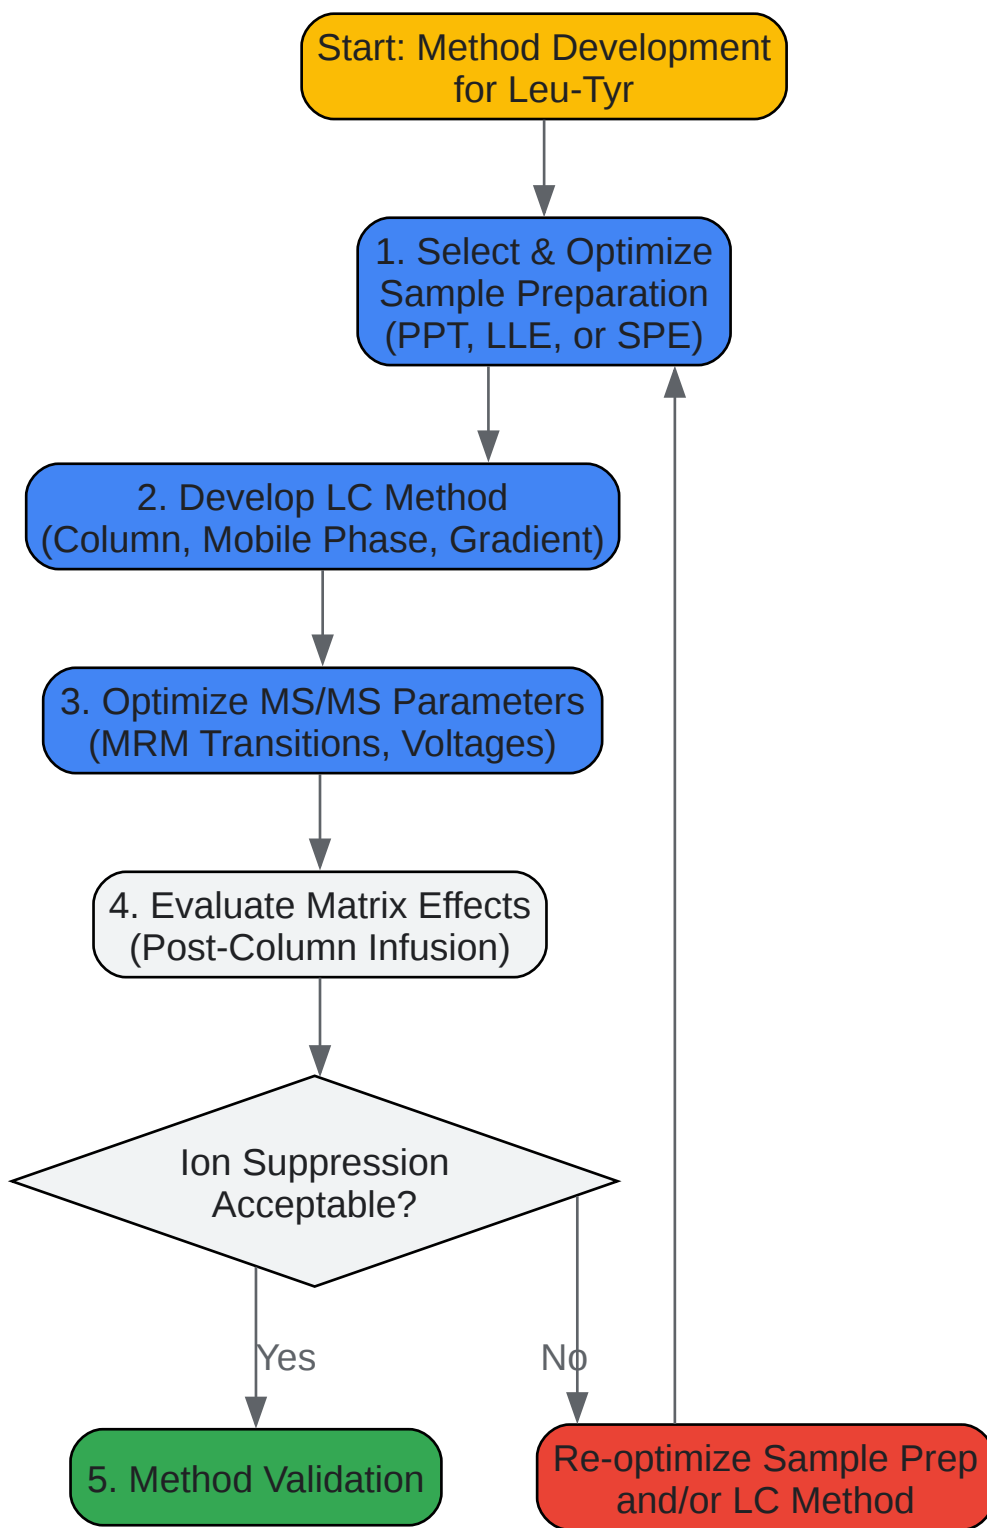 Start: Method Development
for Leu-Tyr
1. Select & Optimize
Sample Preparation
(PPT, LLE, or SPE)
2. Develop LC Method
(Column, Mobile Phase, Gradient)
3. Optimize MS/MS Parameters
(MRM Transitions, Voltages)
4. Evaluate Matrix Effects
(Post-Column Infusion)
Ion Suppression
Acceptable?
Yes
No
5. Method Validation
Re-optimize Sample Prep
and/or LC Method